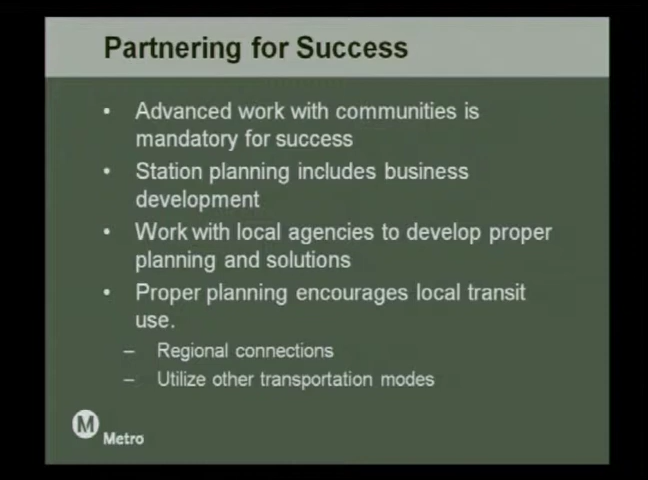 Partnering for Success
• Advanced work with communities is
mandatory for success
• Station planning includes business
development
• Work with local agencies to develop proper
planning and solutions
• Proper planning encourages local transit
use.
– Regional connections
– Utilize other transportation modes
M
Metro